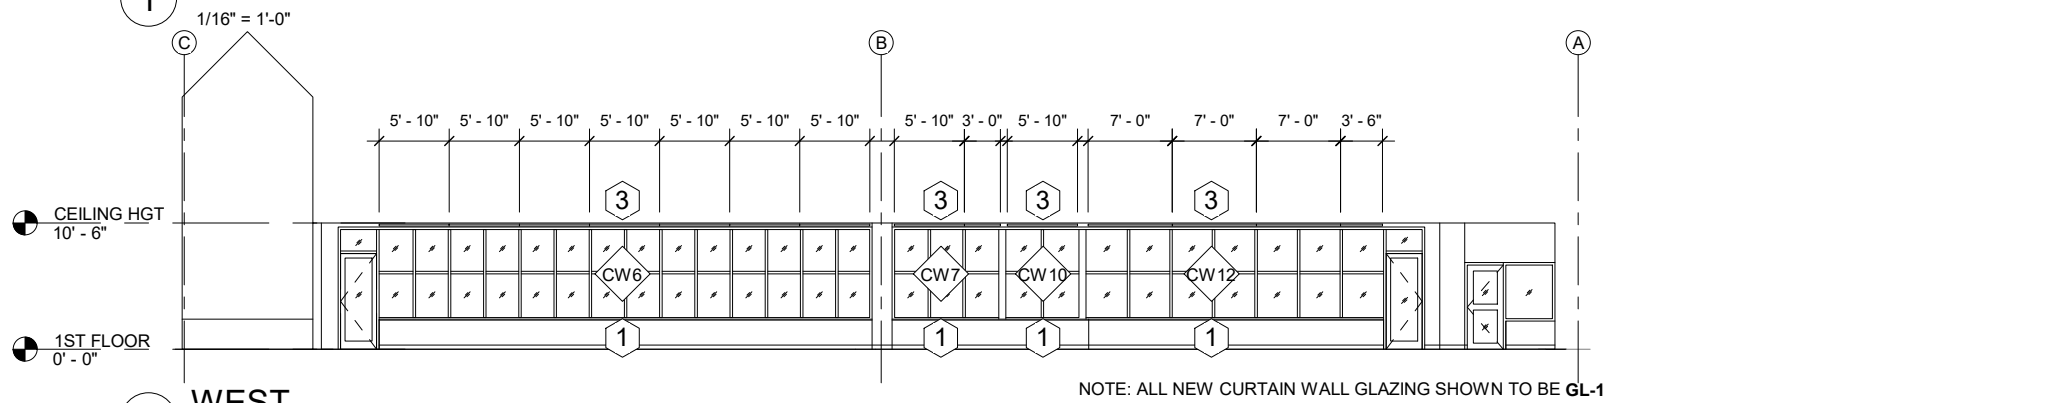 1
1/16" = 1'-0"
C B A
5' - 10" 5' - 10" 5' - 10" 5' - 10" 5' - 10" 5' - 10" 5' - 10" 5' - 10" 3' - 0" 5' - 10" 7' - 0" 7' - 0" 7' - 0" 3' - 6"
3 3 3 3
CEILING HGT
10' - 6"
CW6 CW7 CW10 CW12
1 1 1 1
1ST FLOOR
0' - 0"
NOTE: ALL NEW CURTAIN WALL GLAZING SHOWN TO BE GL-1
WEST